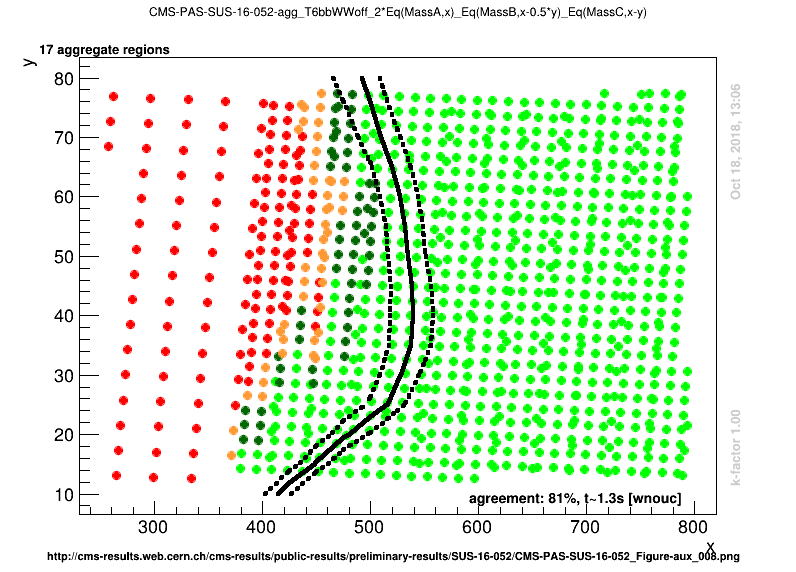 CMS-PAS-SUS-16-052-agg_T6bbWWoff_2*Eq(MassA,x)_Eq(MassB,x-0.5*y)_Eq(MassC,x-y)
17 aggregate regions
y
80
70
60
50
40
30
20
10
300
400
500
600
700
800
x
agreement: 81%, t~1.3s [wnouc]
Oct 18, 2018, 13:06
k-factor 1.00
http://cms-results.web.cern.ch/cms-results/public-results/preliminary-results/SUS-16-052/CMS-PAS-SUS-16-052_Figure-aux_008.png